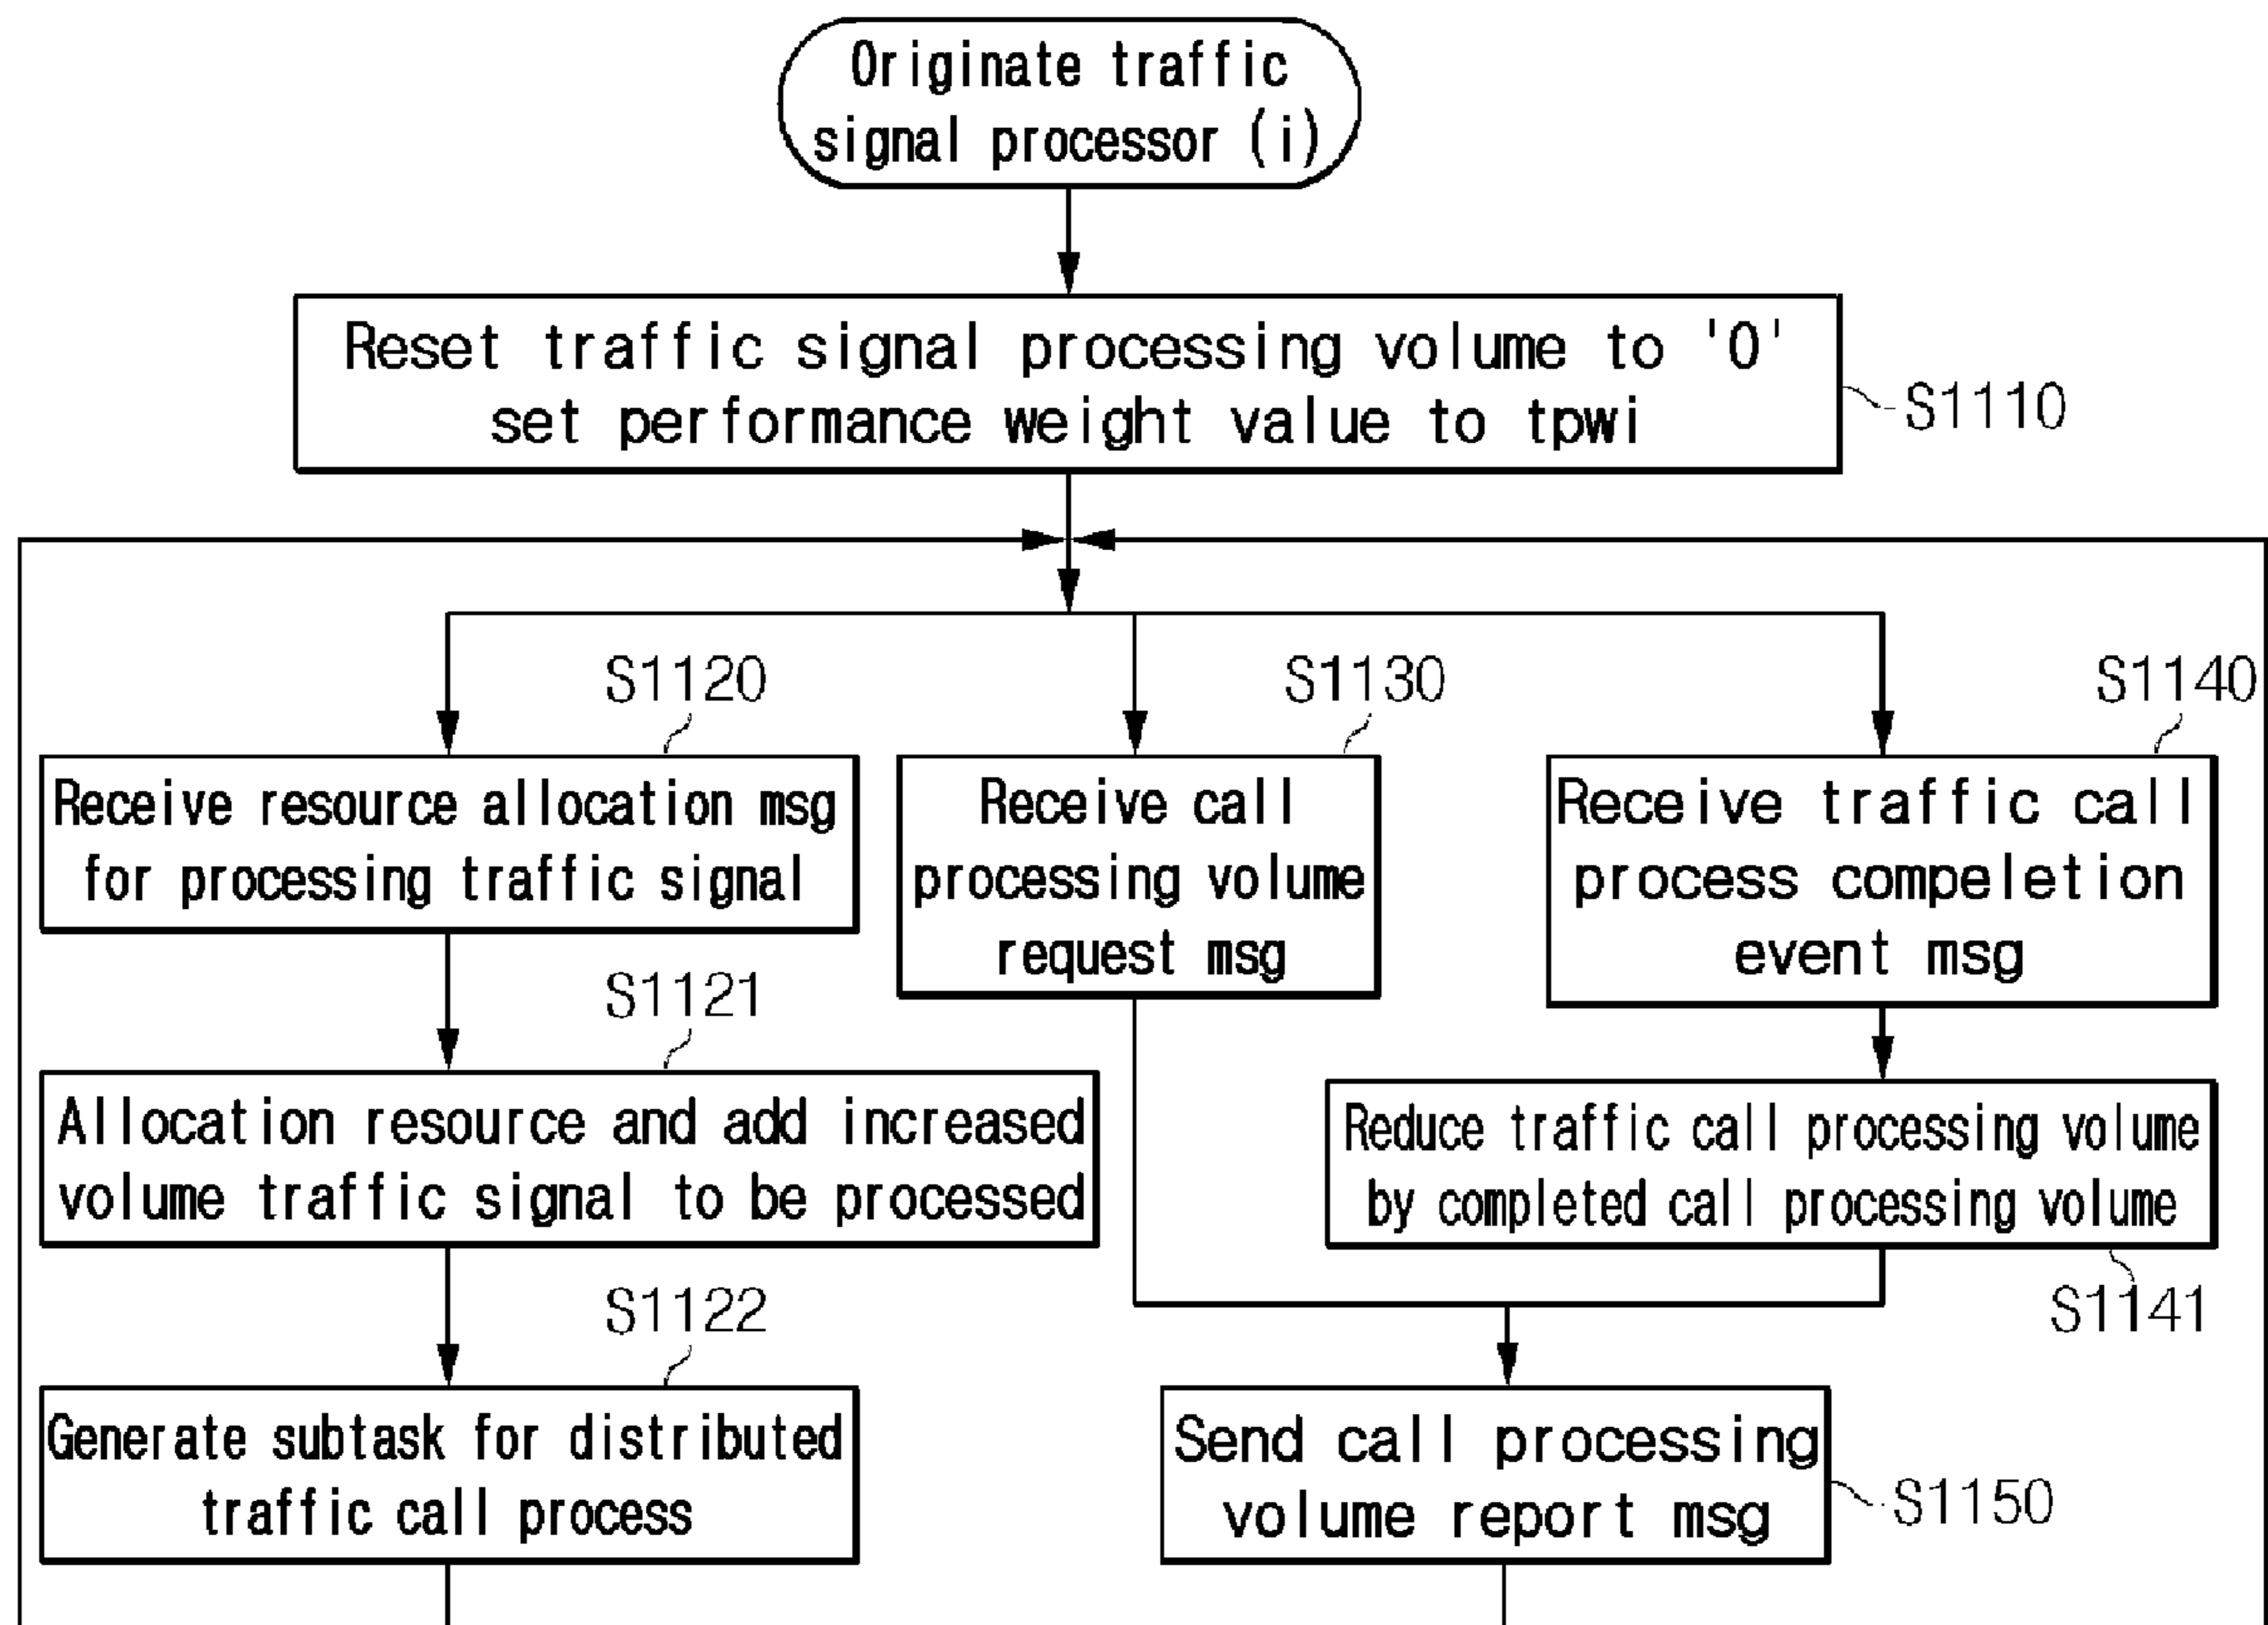 Originate traffic
signal processor (i)
Reset traffic signal processing volume to '0'
set performance weight value to tpwi
S1110
S1120
Receive resource allocation msg
for processing traffic signal
S1130
Receive call
processing volume
request msg
S1140
Receive traffic call
process compeletion
event msg
S1121
Allocation resource and add increased
volume traffic signal to be processed
Reduce traffic call processing volume
by completed call processing volume
S1141
S1122
Generate subtask for distributed
traffic call process
Send call processing
volume report msg
S1150